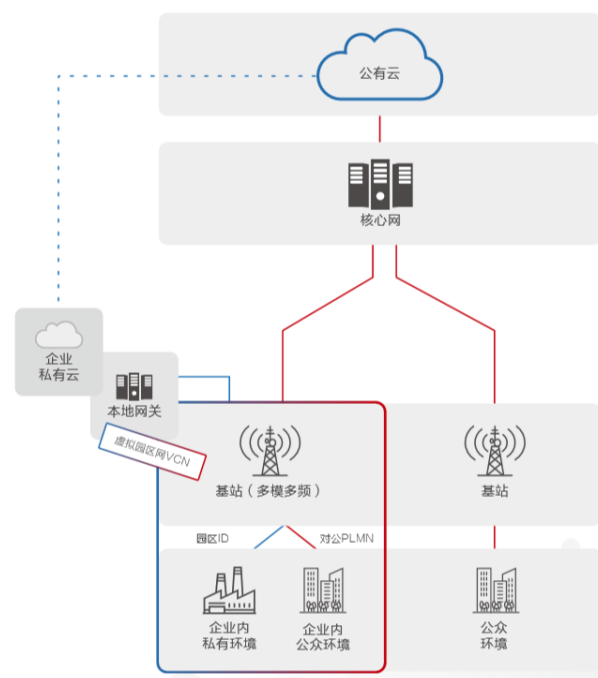 公有云
核心网
企业
私有云
本地网关
虚拟园区网VCN
基站（多模多频）
基站
园区ID
对公PLMN
企业内
私有环境
企业内
公众环境
公众
环境